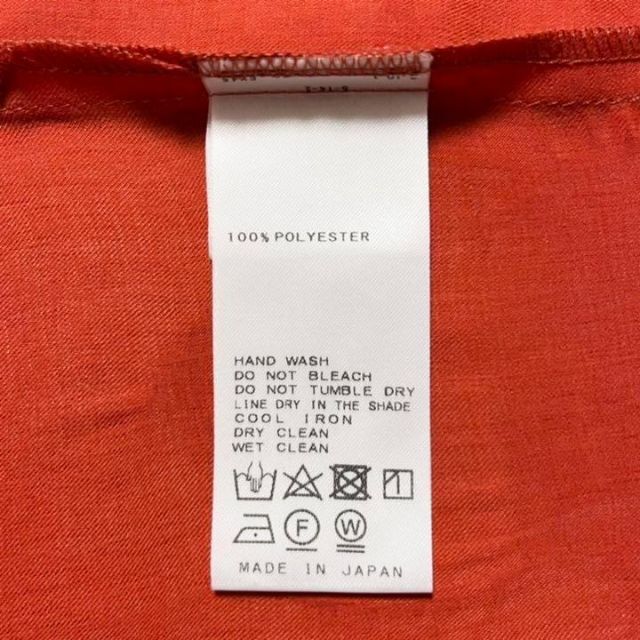 100% POLYESTER
HAND WASH
DO NOT BLEACH
DO NOT TUMBLE DRY
LINE DRY IN THE SHADE
COOL IRON
DRY CLEAN
WET CLEAN
F W
MADE IN JAPAN